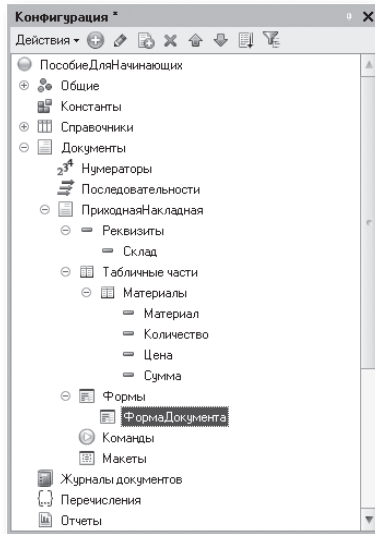 Конфигурация *
Действия
ПособиеДляНачинающих
Общие
Константы
Справочники
Документы
Нумераторы
Последовательности
ПриходнаяНакладная
Реквизиты
Склад
Табличные части
Материалы
Материал
Количество
Цена
Сумма
Формы
ФормаДокумента
Команды
Макеты
Журналы документов
Перечисления
Отчеты